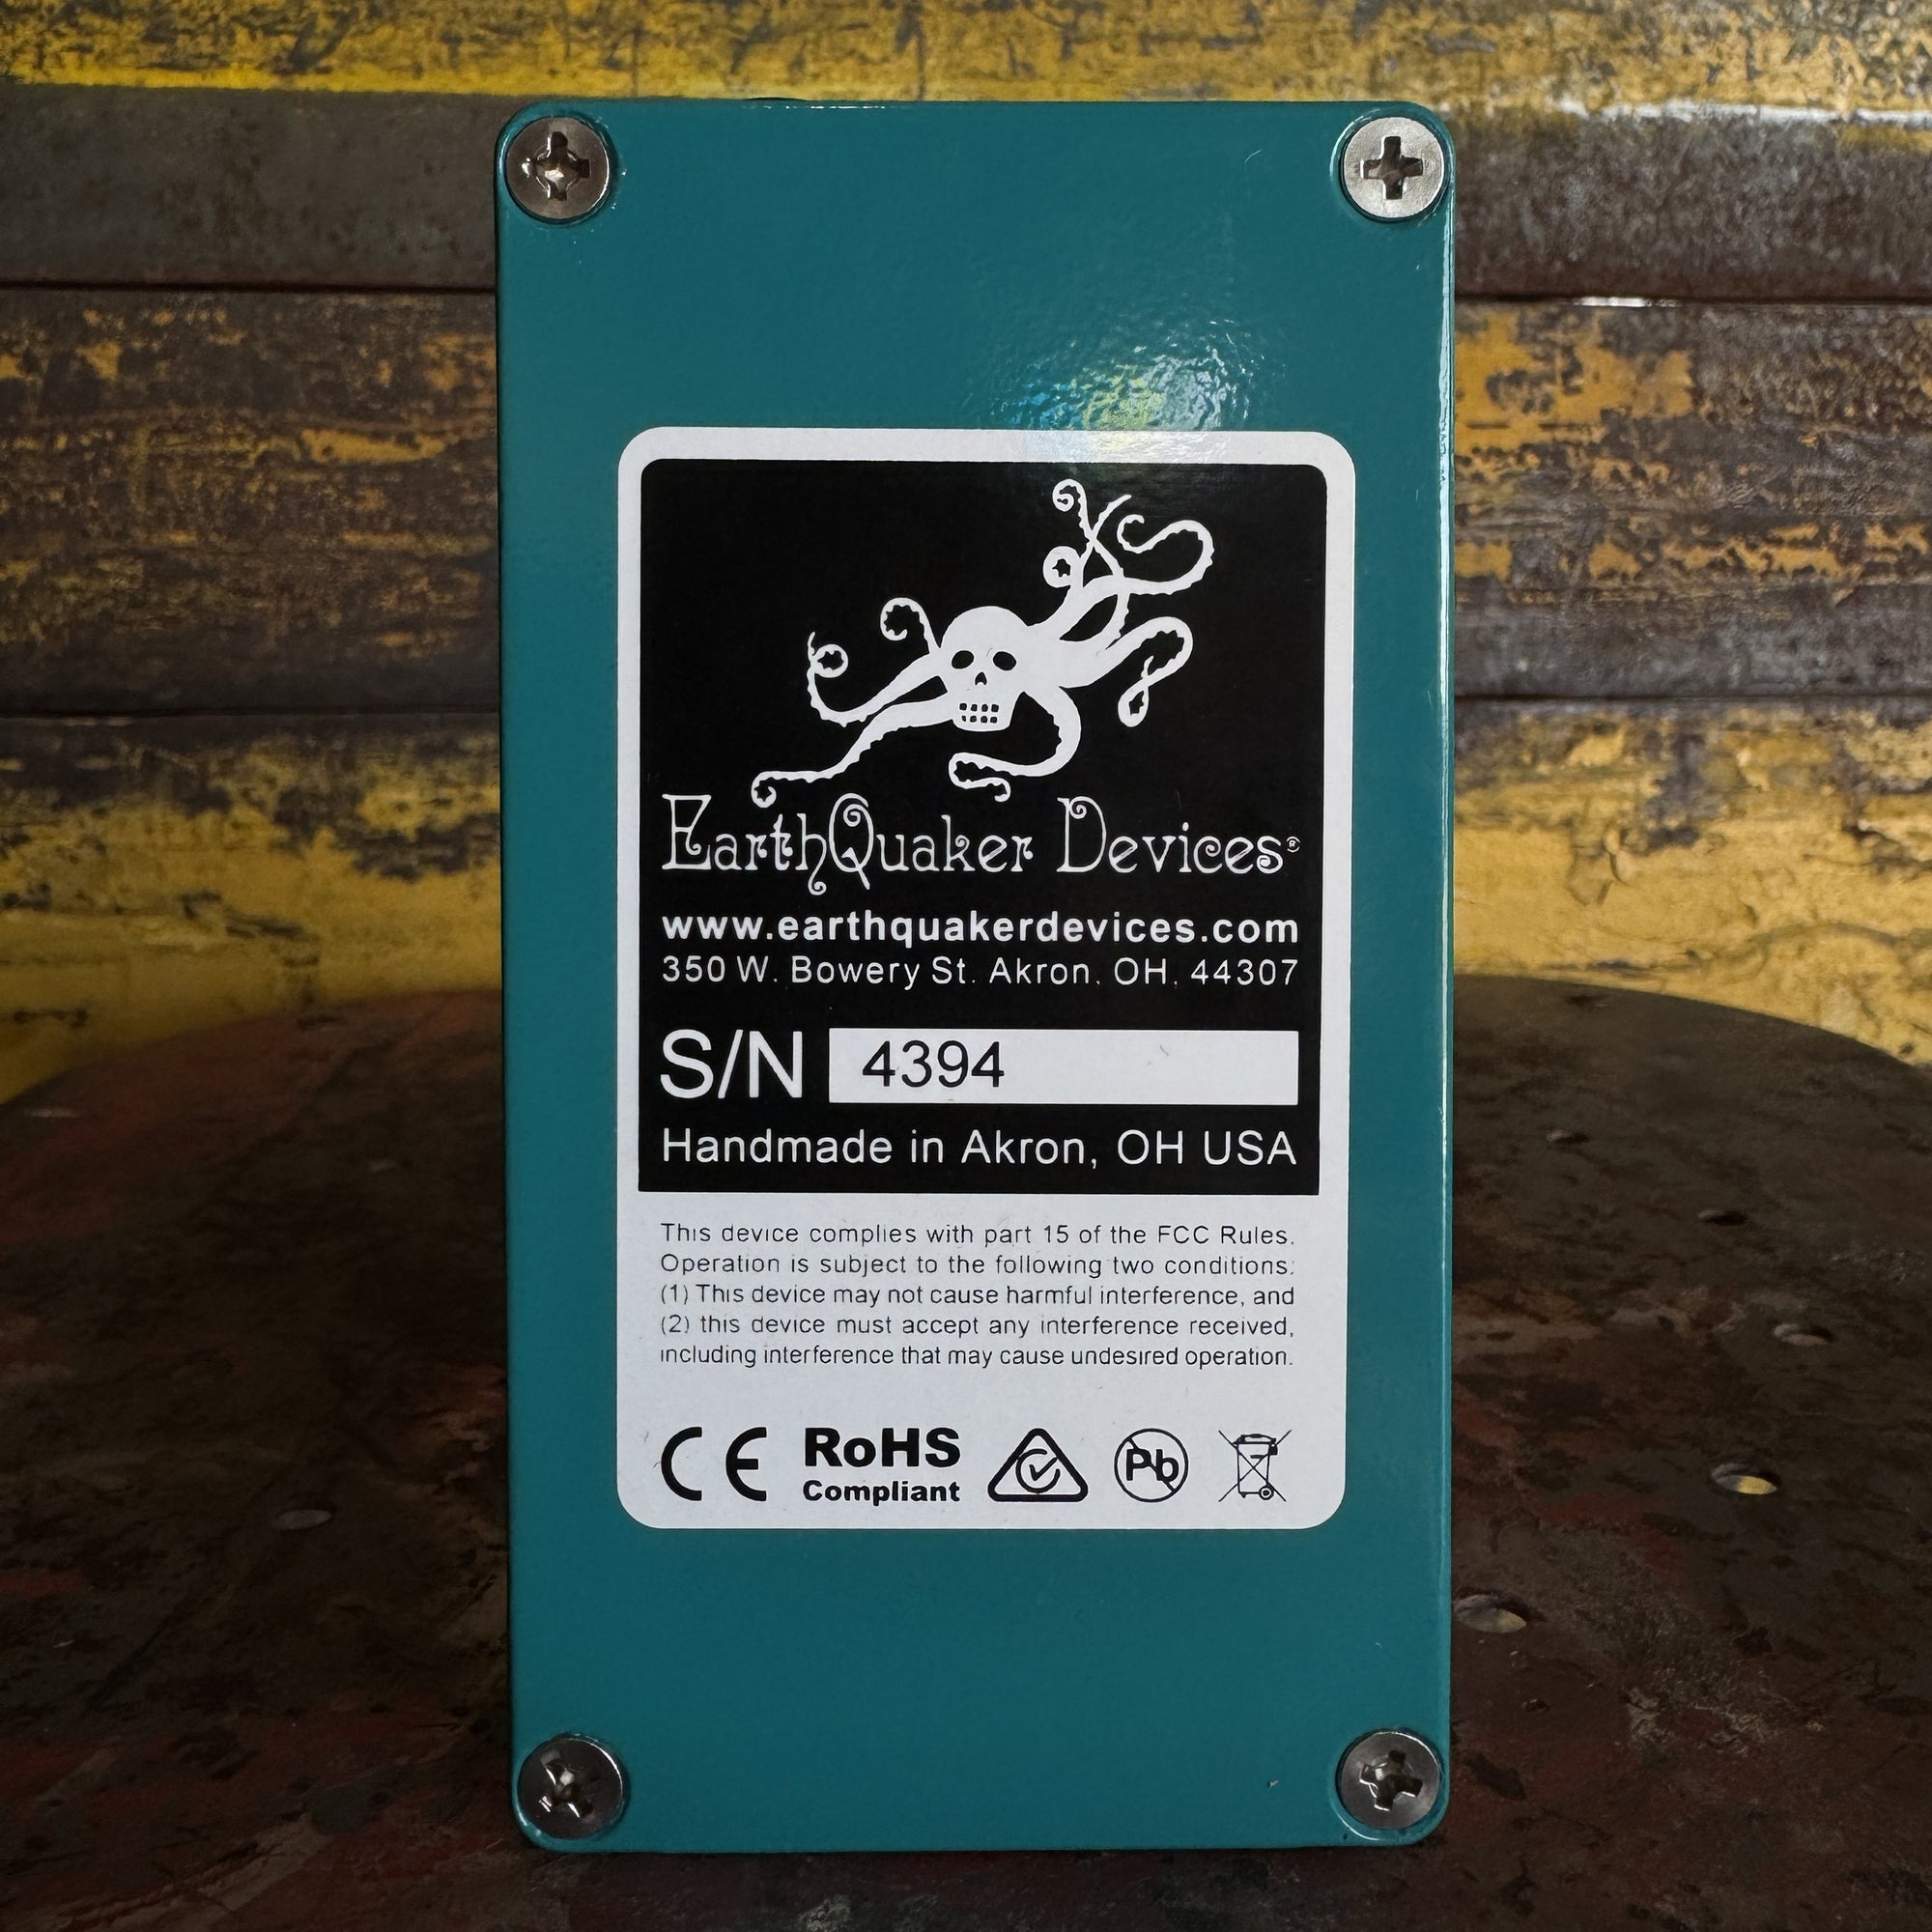 EarthQuaker Devices®
www.earthquakerdevices.com
350 W. Bowery St. Akron, OH, 44307
S/N 4394
Handmade in Akron, OH USA
This device complies with part 15 of the FCC Rules.
Operation is subject to the following two conditions:
(1) This device may not cause harmful interference, and
(2) this device must accept any interference received,
including interference that may cause undesired operation.
CE RoHS Pb
Compliant